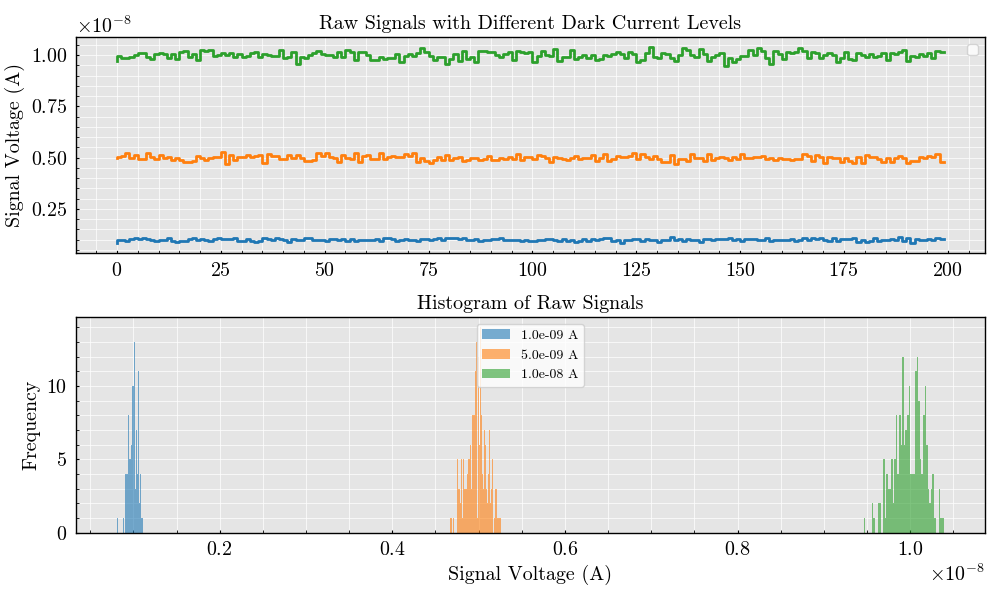 Raw Signals with Different Dark Current Levels
×10⁻⁸
Signal Voltage (A)
1.00
0.75
0.50
0.25
0 25 50 75 100 125 150 175 200
Histogram of Raw Signals
1.0e-09 A
5.0e-09 A
1.0e-08 A
Frequency
10
5
0
0.2 0.4 0.6 0.8 1.0
Signal Voltage (A)
×10⁻⁸